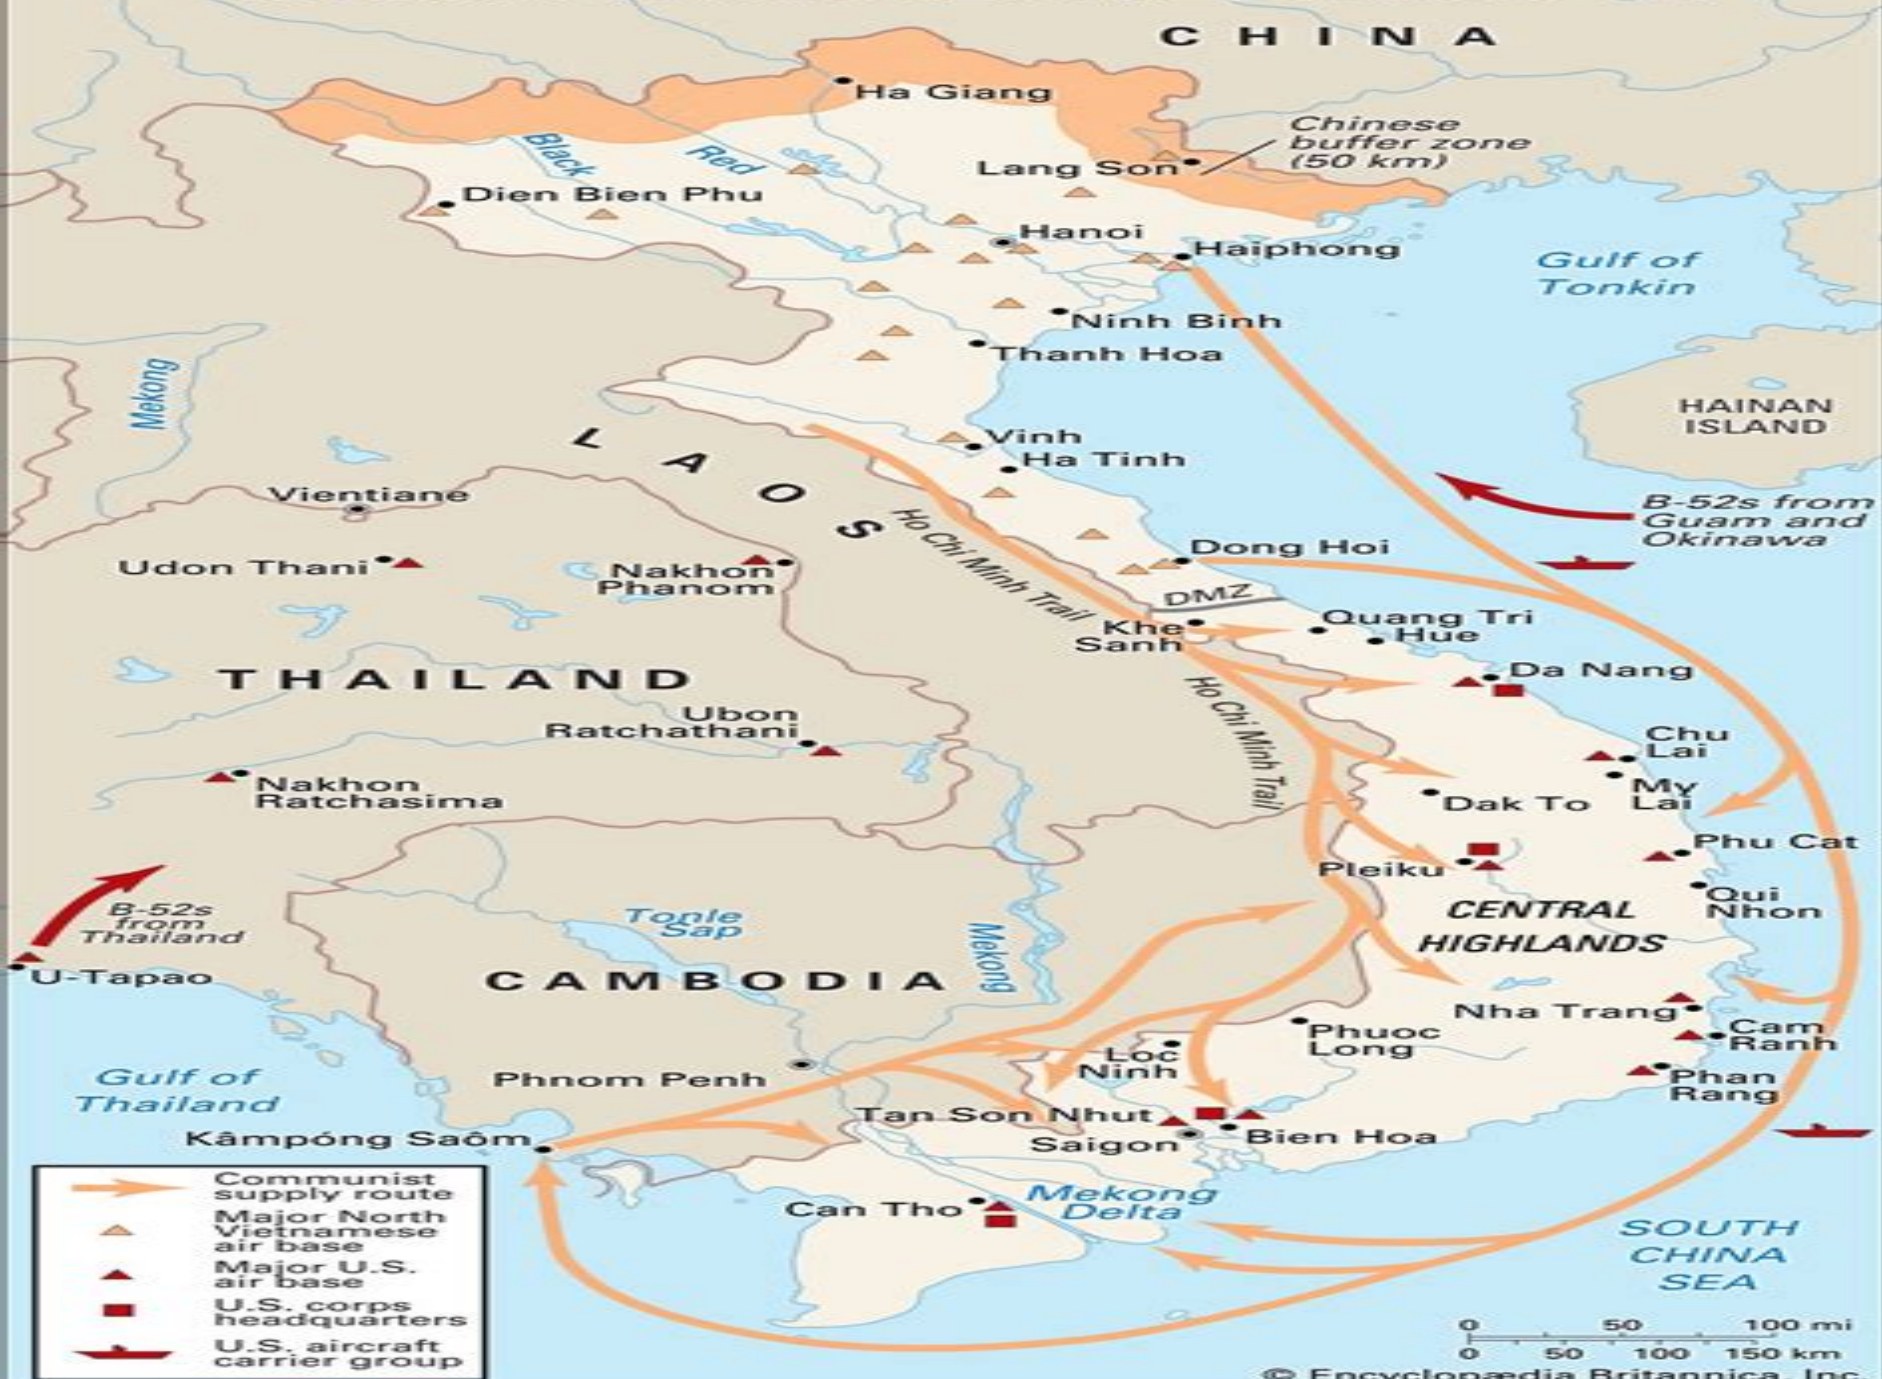 CHINA
Ha Giang
Chinese
buffer zone
(50 km)
Black
Red
Lang Son
Dien Bien Phu
Hanoi
Haiphong
Gulf of
Tonkin
Ninh Binh
Thanh Hoa
Mekong
HAINAN
ISLAND
LAOS
Vinh
Ha Tinh
Vientiane
Ho Chi Minh Trail
B-52s from
Guam and
Okinawa
Udon Thani
Nakhon
Phanom
Dong Hoi
DMZ
Khe
Sanh
Quang Tri
Hue
THAILAND
Da Nang
Ho Chi Minh Trail
Ubon
Ratchathani
Chu
Lai
Nakhon
Ratchasima
My
Lai
Dak To
Phu Cat
Pleiku
B-52s
from
Thailand
Tonle
Sap
Mekong
CENTRAL
HIGHLANDS
Qui
Nhon
U-Tapao
CAMBODIA
Nha Trang
Phuoc
Long
Cam
Ranh
Loc
Ninh
Gulf of
Thailand
Phnom Penh
Phan
Rang
Tan Son Nhut
Kâmpóng Saôm
Saigon
Bien Hoa
Can Tho
Mekong
Delta
SOUTH
CHINA
SEA
Communist
supply route
Major North
Vietnamese
air base
Major U.S.
air base
U.S. corps
headquarters
U.S. aircraft
carrier group
0 50 100 mi
0 50 100 150 km
© Encyclopædia Britannica, Inc.